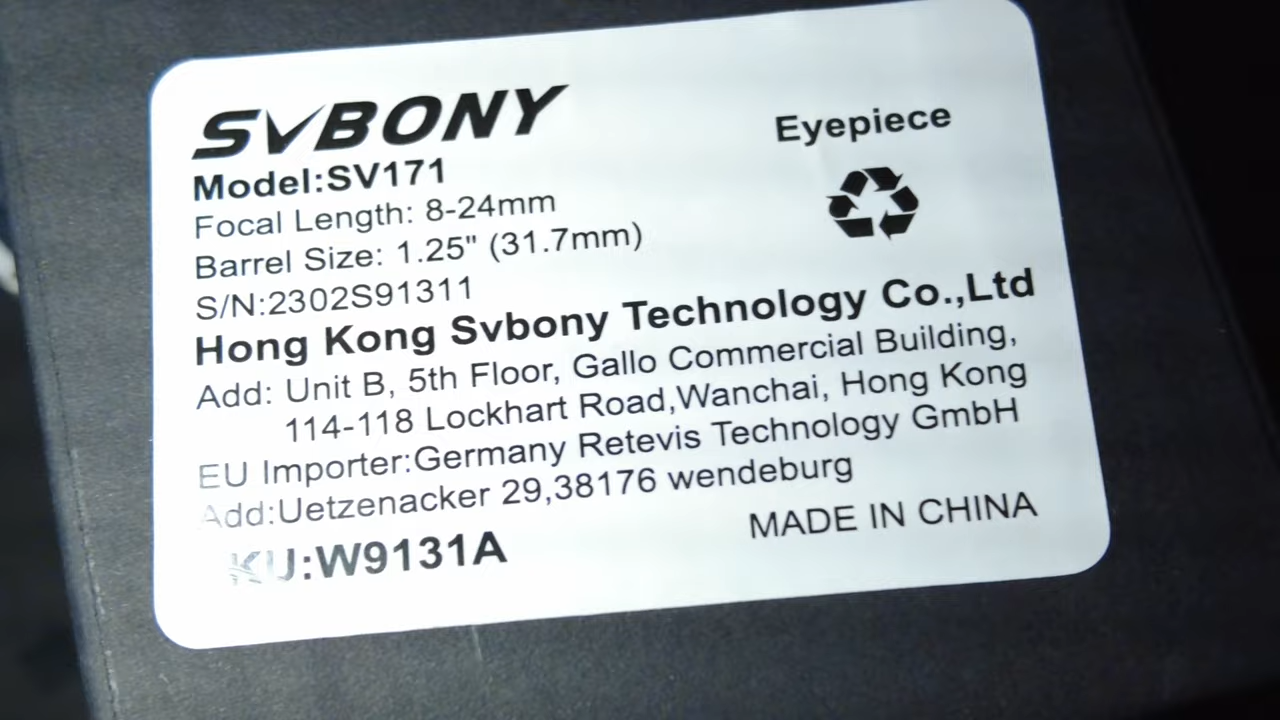 SVBONY
Eyepiece
Model:SV171
Focal Length: 8-24mm
Barrel Size: 1.25" (31.7mm)
S/N:2302S91311
Hong Kong Svbony Technology Co.,Ltd
Add: Unit B, 5th Floor, Gallo Commercial Building,
114-118 Lockhart Road,Wanchai, Hong Kong
EU Importer:Germany Retevis Technology GmbH
Add:Uetzenacker 29,38176 wendeburg
KU:W9131A
MADE IN CHINA